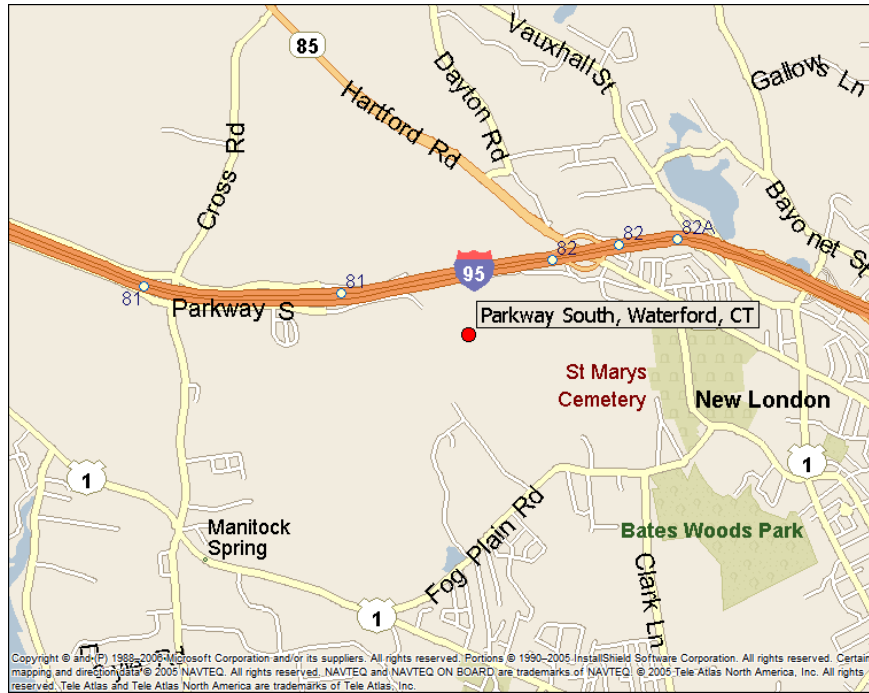 85
Vauxhall St
Gallows Ln
Dayton Rd
Hartford Rd
Cross Rd
Bayonet St
82A
82
82
95
81
81
Parkway S
Parkway South, Waterford, CT
St Marys
Cemetery
New London
1
1
Fog Plain Rd
Manitock
Spring
Bates Woods Park
Clark Ln
1
Rd
Copyright © and (P) 1988–2006 Microsoft Corporation and/or its suppliers. All rights reserved. Portions © 1990–2005 InstallShield Software Corporation. All rights reserved. Certain
mapping and direction data © 2005 NAVTEQ. All rights reserved. NAVTEQ and NAVTEQ ON BOARD are trademarks of NAVTEQ. © 2005 Tele Atlas North America, Inc. All rights
reserved. Tele Atlas and Tele Atlas North America are trademarks of Tele Atlas, Inc.